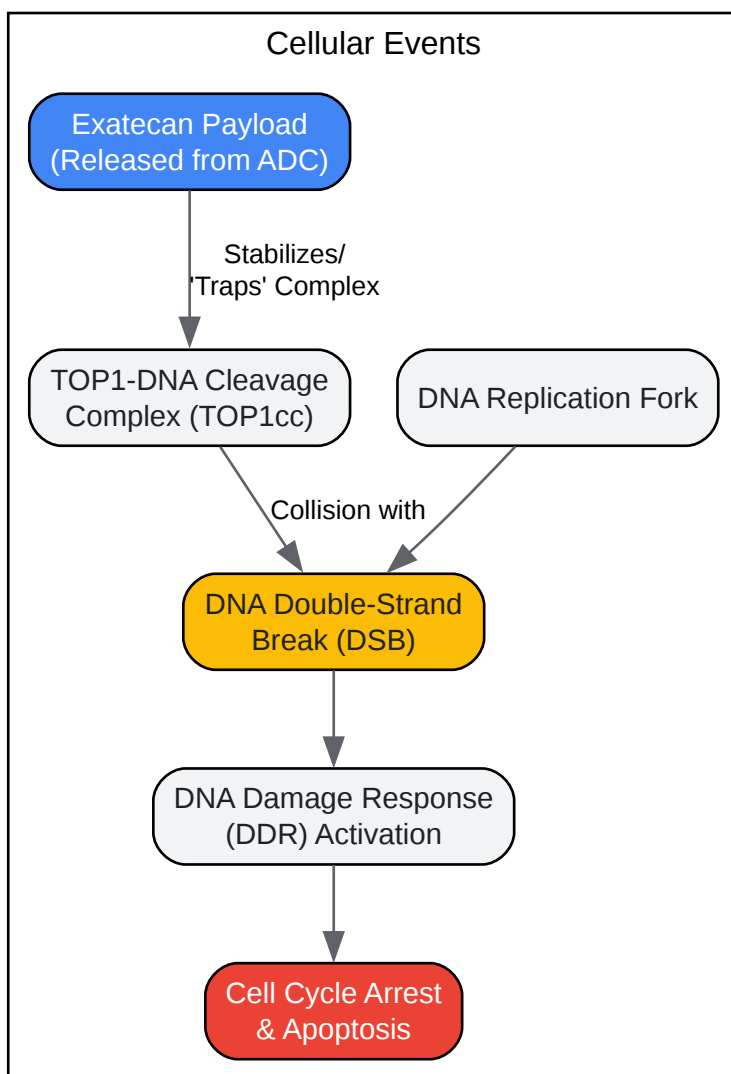 Cellular Events
Exatecan Payload
(Released from ADC)
Stabilizes/
'Traps' Complex
TOP1-DNA Cleavage
Complex (TOP1cc)
DNA Replication Fork
Collision with
DNA Double-Strand
Break (DSB)
DNA Damage Response
(DDR) Activation
Cell Cycle Arrest
& Apoptosis